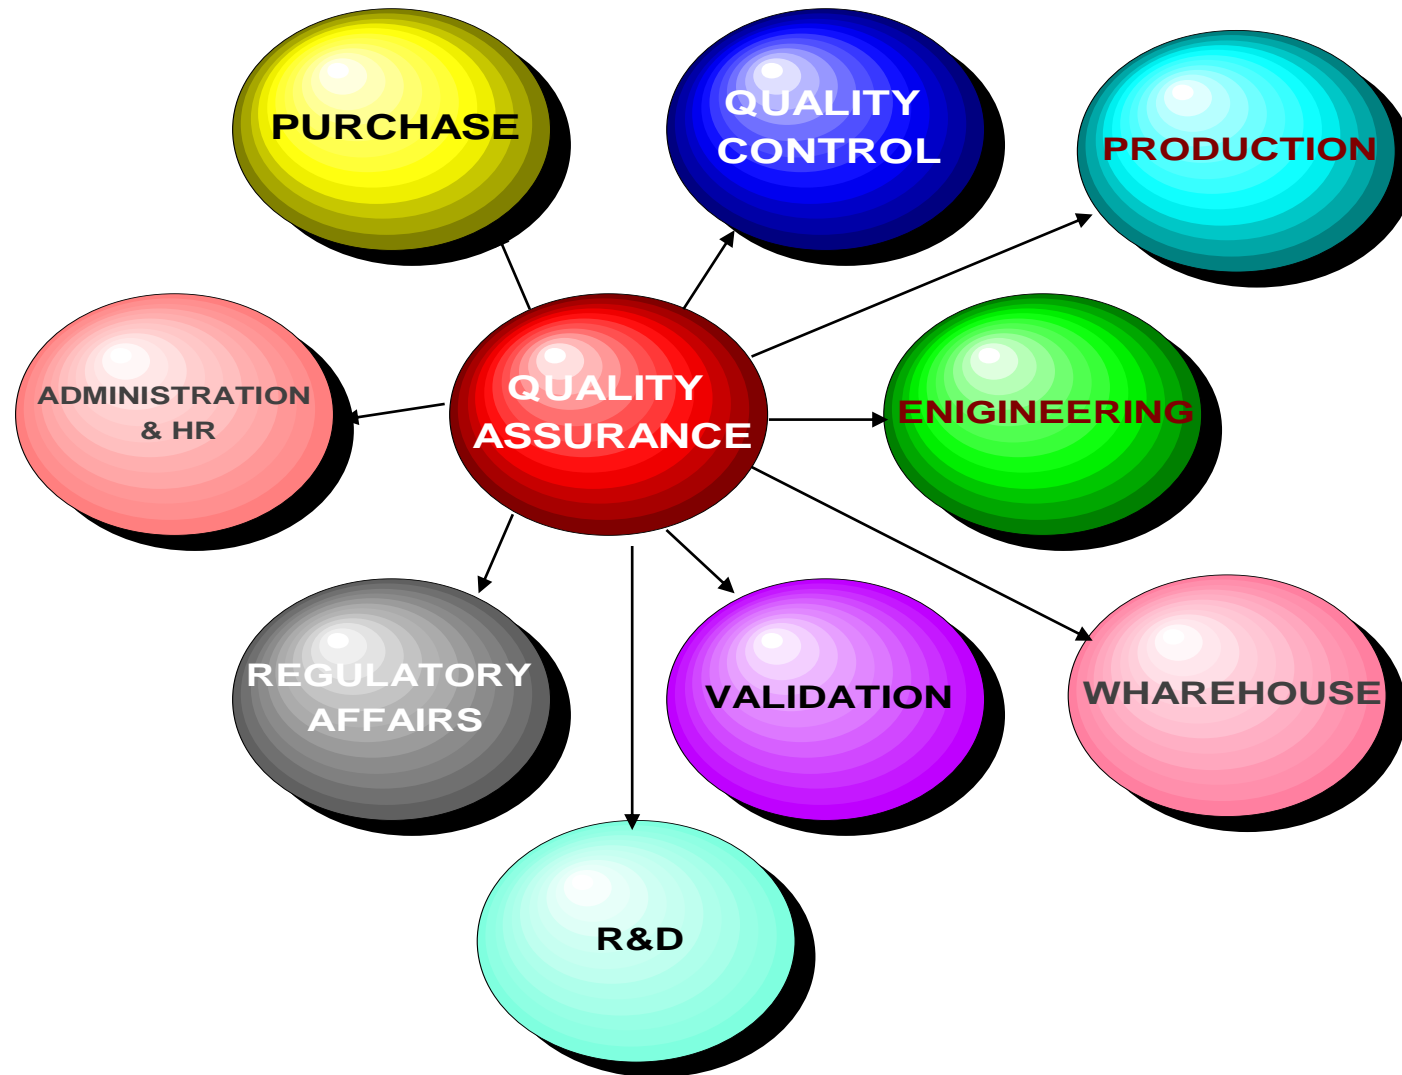 PURCHASE
QUALITY
CONTROL
PRODUCTION
ADMINISTRATION
& HR
QUALITY
ASSURANCE
ENIGINEERING
REGULATORY
AFFAIRS
VALIDATION
WHAREHOUSE
R&D